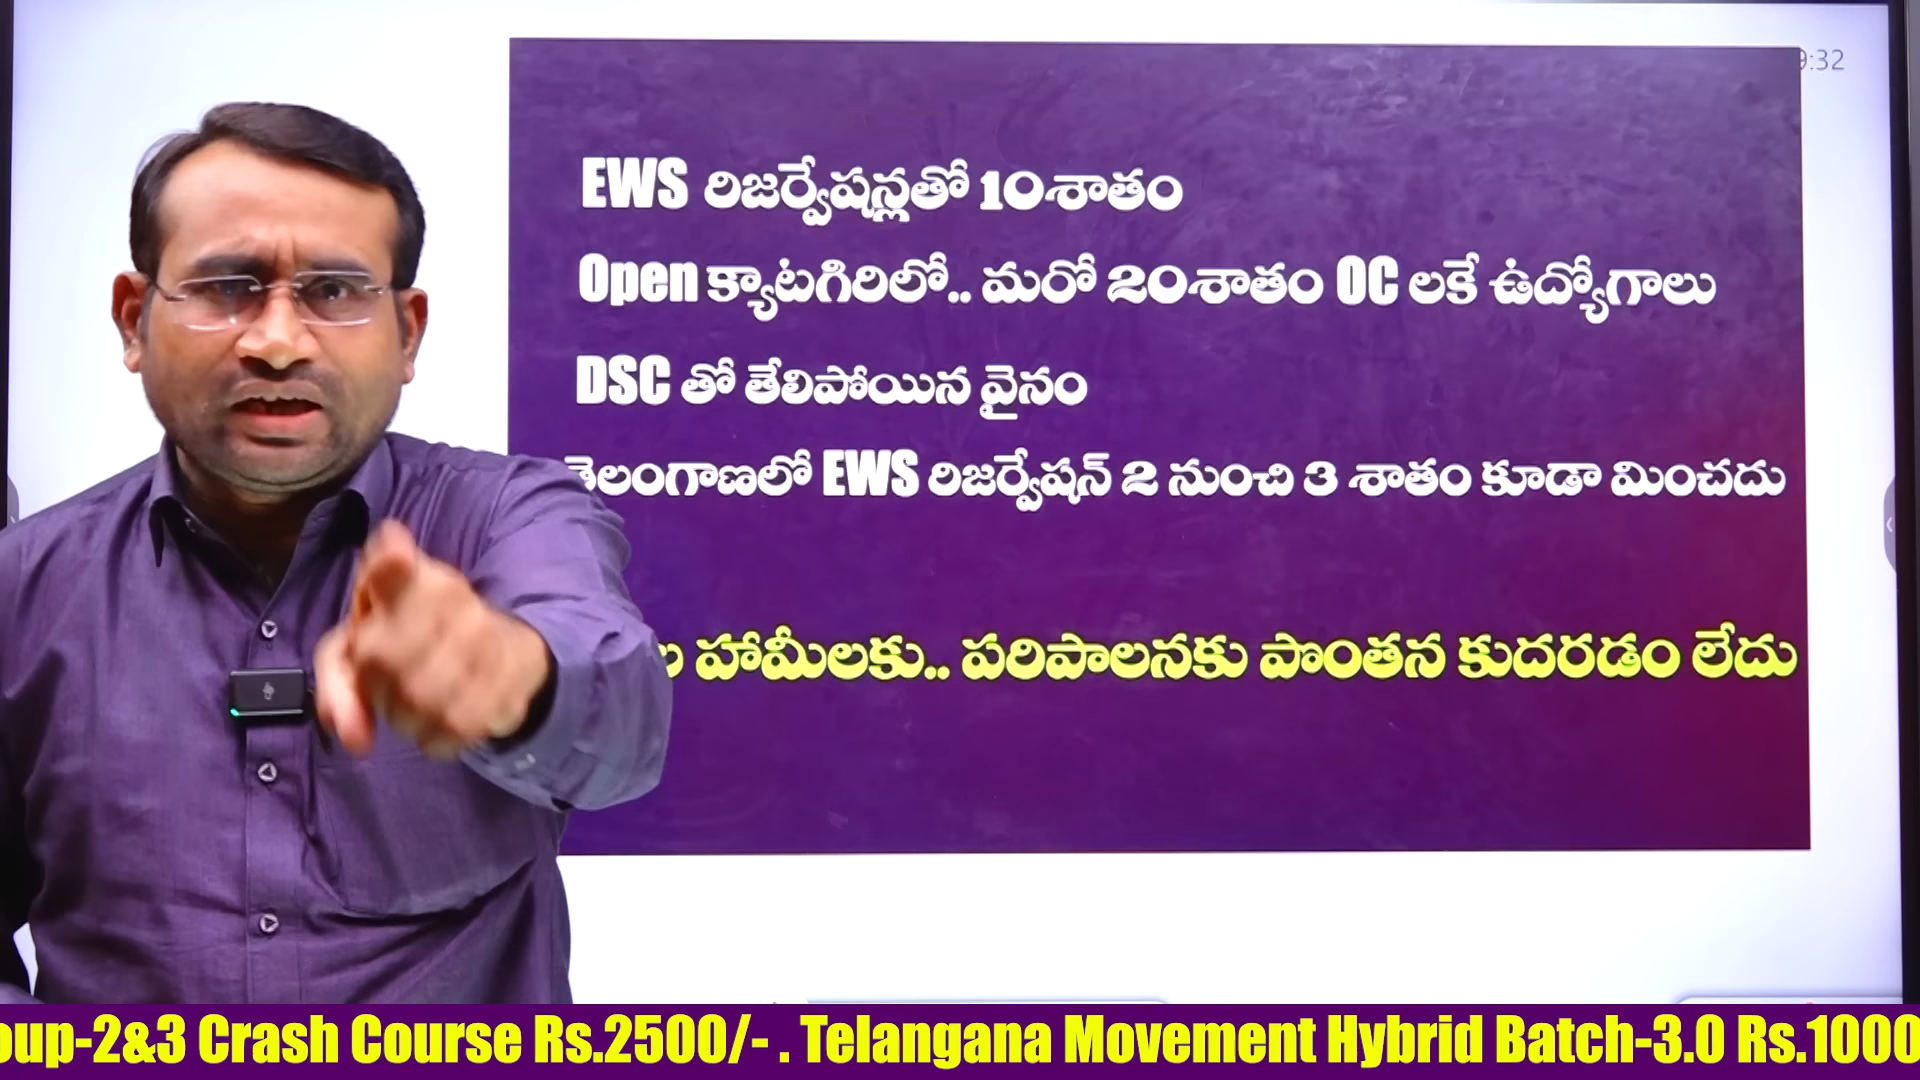 9:32
EWS రిజర్వేషన్లతో 10శాతం
Open క్యాటగిరిలో.. మరో 20శాతం OC లకే ఉద్యోగాలు
DSC తో తేలిపోయిన వైనం
తెలంగాణలో EWS రిజర్వేషన్ 2 నుంచి 3 శాతం కూడా మించదు
హామీలకు.. పరిపాలనకు పొంతన కుదరడం లేదు
oup-2&3 Crash Course Rs.2500/- . Telangana Movement Hybrid Batch-3.0 Rs.1000